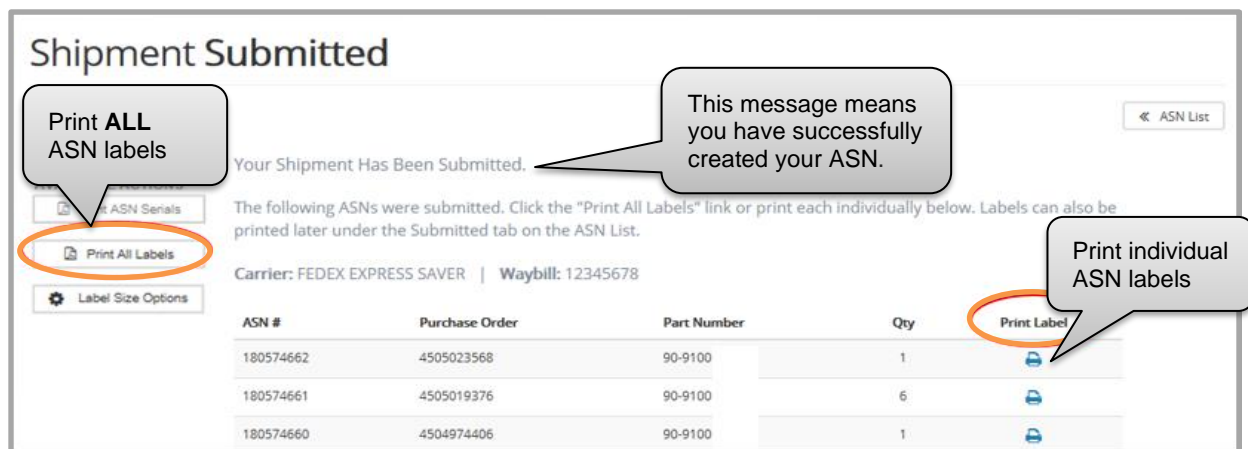 Shipment Submitted
Print ALL
ASN labels
This message means
you have successfully
created your ASN.
« ASN List
Your Shipment Has Been Submitted.
ASN Serials
The following ASNs were submitted. Click the "Print All Labels" link or print each individually below. Labels can also be
printed later under the Submitted tab on the ASN List.
Print All Labels
Print individual
ASN labels
Carrier: FEDEX EXPRESS SAVER | Waybill: 12345678
Label Size Options
ASN # Purchase Order Part Number Qty Print Label
180574662 4505023568 90-9100 1
180574661 4505019376 90-9100 6
180574660 4504974406 90-9100 1